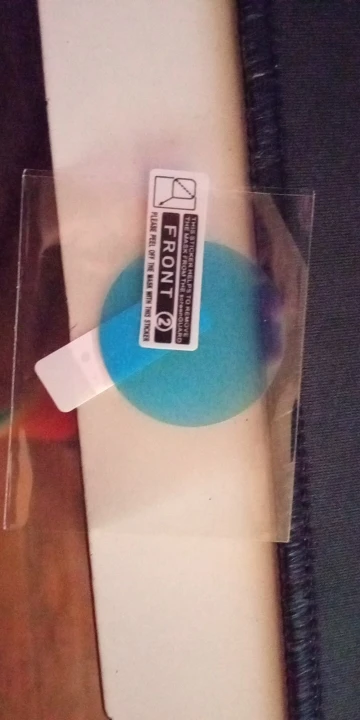 THIS STICKER HELPS TO REMOVE
THE MASK FROM THE SCREENGUARD
FRONT 2
PLEASE PEEL OFF THE MASK WITH THIS STICKER